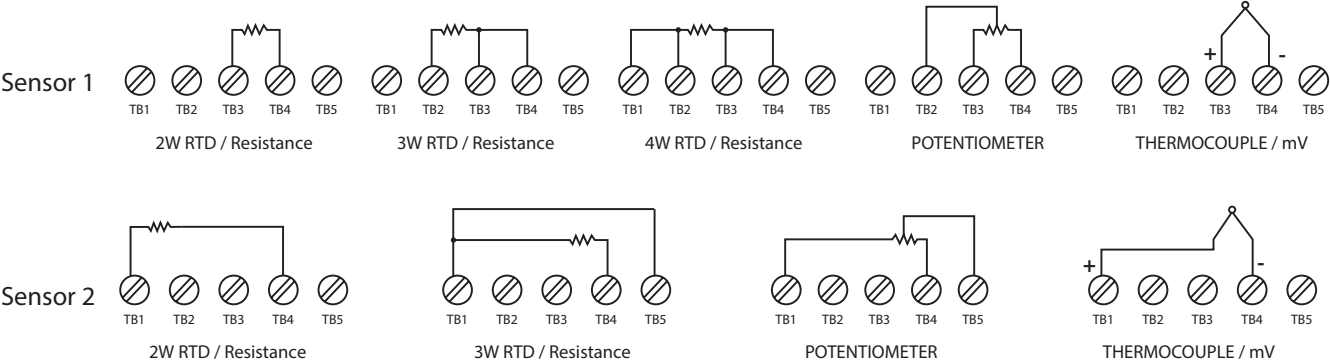 + - + 
Sensor 1
TB1 TB2 TB3 TB4 TB5 TB1 TB2 TB3 TB4 TB5 TB1 TB2 TB3 TB4 TB5 TB1 TB2 TB3 TB4 TB5 TB1 TB2 TB3 TB4 TB5
2W RTD / Resistance 3W RTD / Resistance 4W RTD / Resistance POTENTIOMETER THERMOCOUPLE / mV
+ -
Sensor 2
TB1 TB2 TB3 TB4 TB5 TB1 TB2 TB3 TB4 TB5 TB1 TB2 TB3 TB4 TB5 TB1 TB2 TB3 TB4 TB5
2W RTD / Resistance 3W RTD / Resistance POTENTIOMETER THERMOCOUPLE / mV